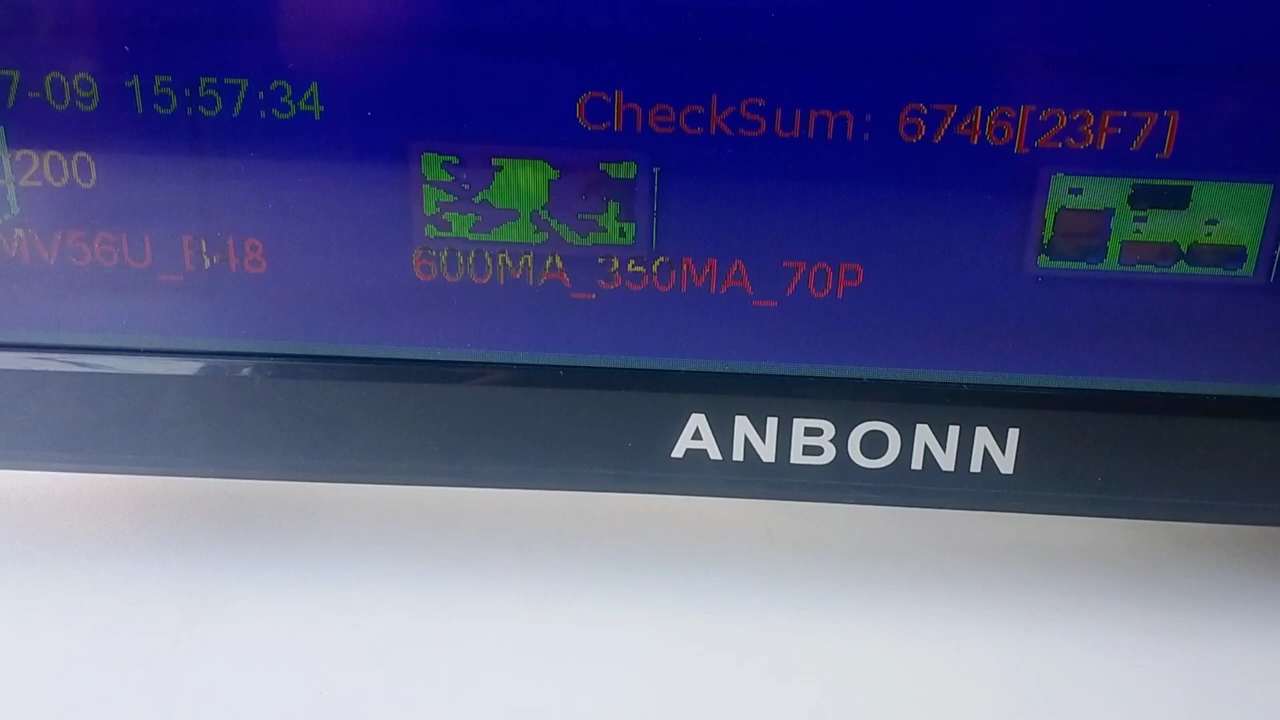 7-09 15:57:34
CheckSum: 6746[23F7]
200
MV56U_B48
600MA_350MA_70P
ANBONN